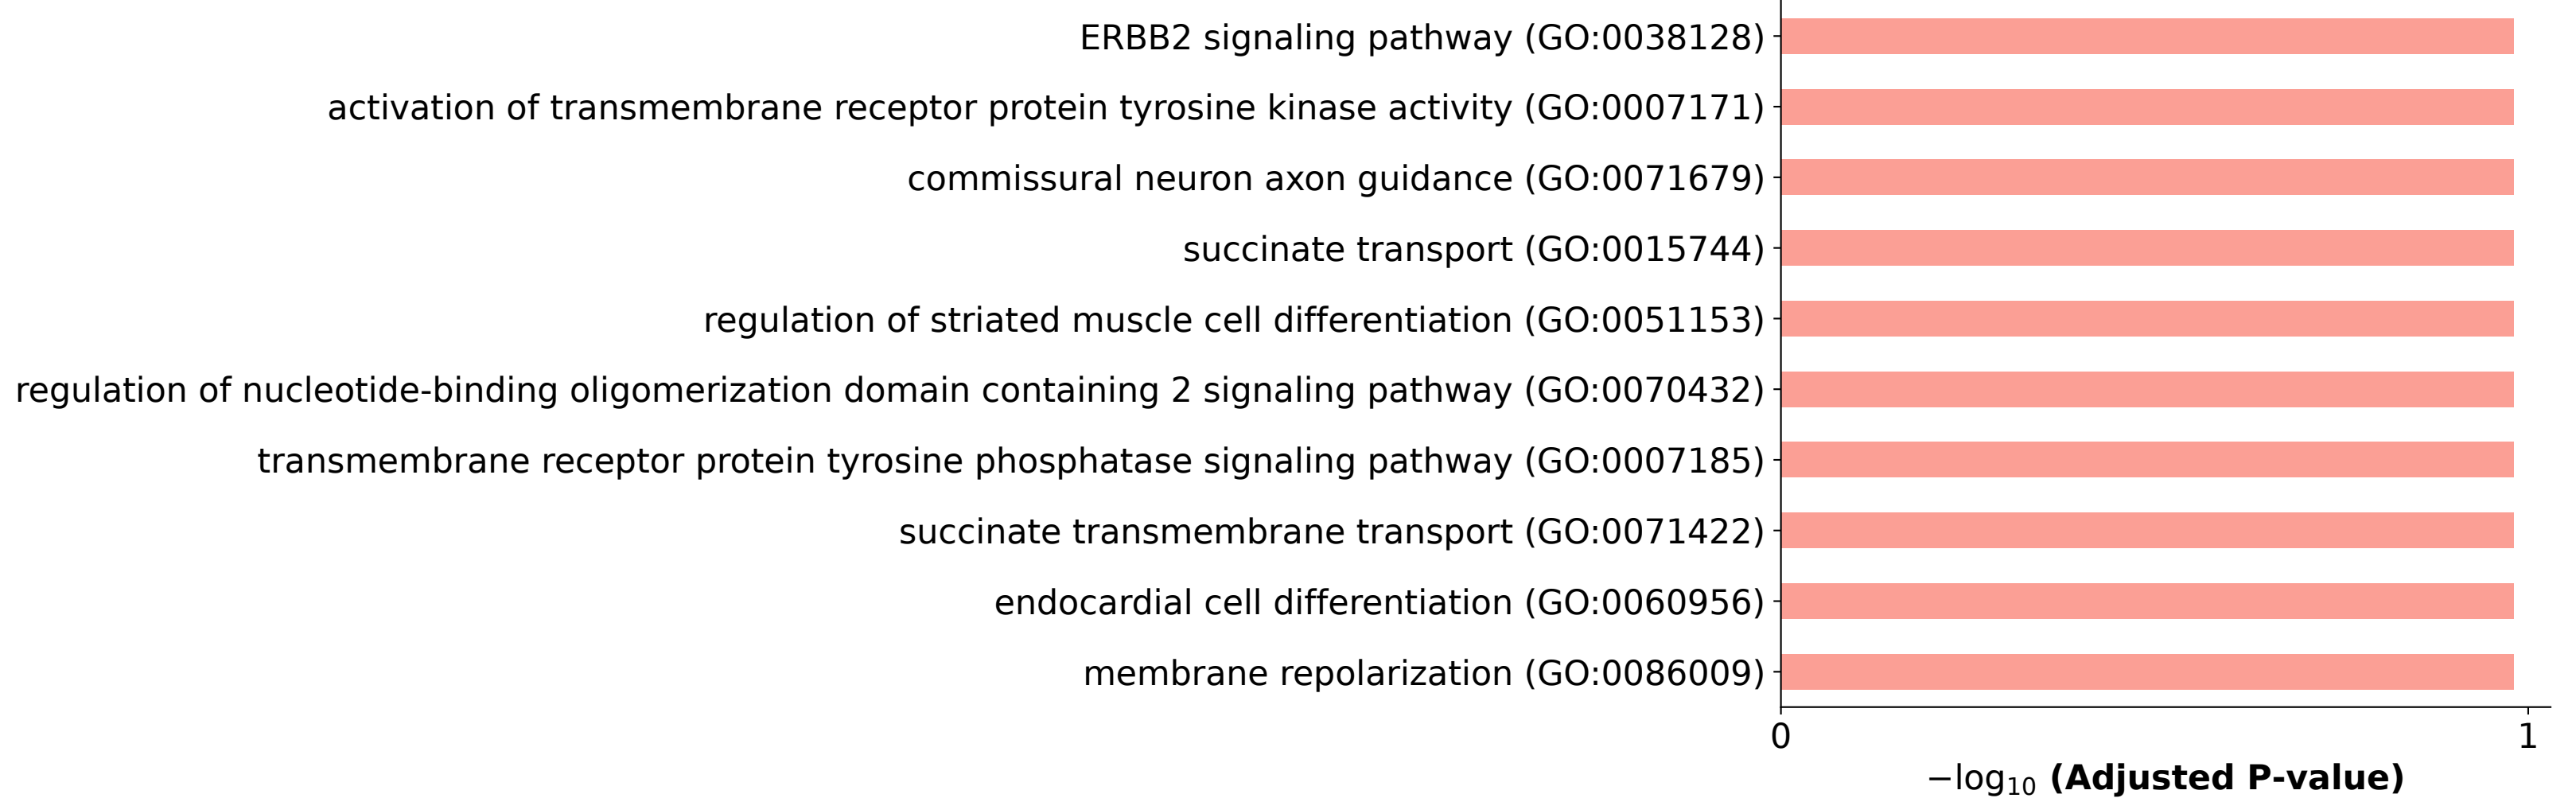 ERBB2 signaling pathway (GO:0038128)
activation of transmembrane receptor protein tyrosine kinase activity (GO:0007171)
commissural neuron axon guidance (GO:0071679)
succinate transport (GO:0015744)
regulation of striated muscle cell differentiation (GO:0051153)
regulation of nucleotide-binding oligomerization domain containing 2 signaling pathway (GO:0070432)
transmembrane receptor protein tyrosine phosphatase signaling pathway (GO:0007185)
succinate transmembrane transport (GO:0071422)
endocardial cell differentiation (GO:0060956)
membrane repolarization (GO:0086009)
0 1
−log₁₀ (Adjusted P-value)